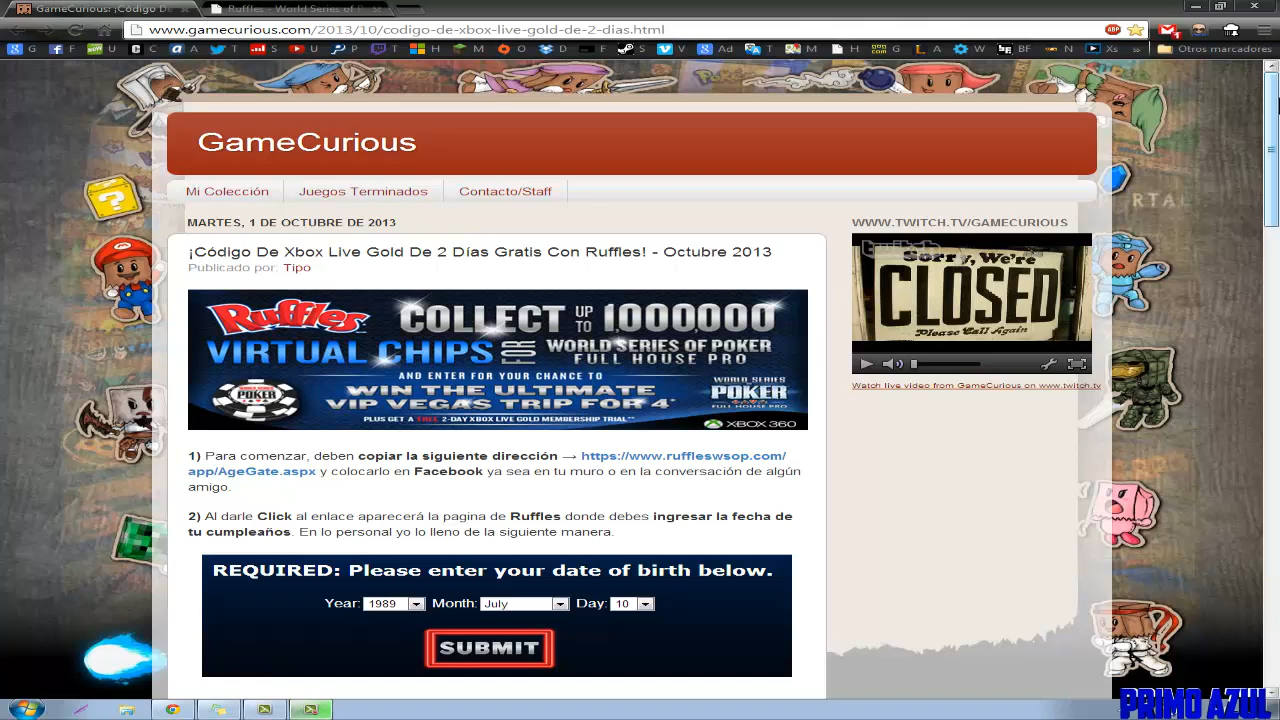 GameCurious: ¡Código De
Ruffles - World Series of P
www.gamecurious.com/2013/10/codigo-de-xbox-live-gold-de-2-dias.html
Otros marcadores
GameCurious
Mi Colección
Juegos Terminados
Contacto/Staff
MARTES, 1 DE OCTUBRE DE 2013
WWW.TWITCH.TV/GAMECURIOUS
¡Código De Xbox Live Gold De 2 Días Gratis Con Ruffles! - Octubre 2013
Publicado por: Tipo
twitch
Sorry, We're
CLOSED
Please Call Again
Watch live video from GameCurious on www.twitch.tv
Ruffles COLLECT UP TO 1,000,000
VIRTUAL CHIPS FOR WORLD SERIES OF POKER
FULL HOUSE PRO
AND ENTER FOR YOUR CHANCE TO
WIN THE ULTIMATE
VIP VEGAS TRIP FOR 4*
PLUS GET A FREE 2-DAY XBOX LIVE GOLD MEMBERSHIP TRIAL**
WORLD SERIES
POKER
WORLD SERIES
POKER
FULL HOUSE PRO
XBOX 360
1) Para comenzar, deben copiar la siguiente dirección → https://www.ruffleswsop.com/
app/AgeGate.aspx y colocarlo en Facebook ya sea en tu muro o en la conversación de algún
amigo.
2) Al darle Click al enlace aparecerá la pagina de Ruffles donde debes ingresar la fecha de
tu cumpleaños. En lo personal yo lo lleno de la siguiente manera.
REQUIRED: Please enter your date of birth below.
Year: 1989 Month: July Day: 10
SUBMIT
PRIMO AZUL